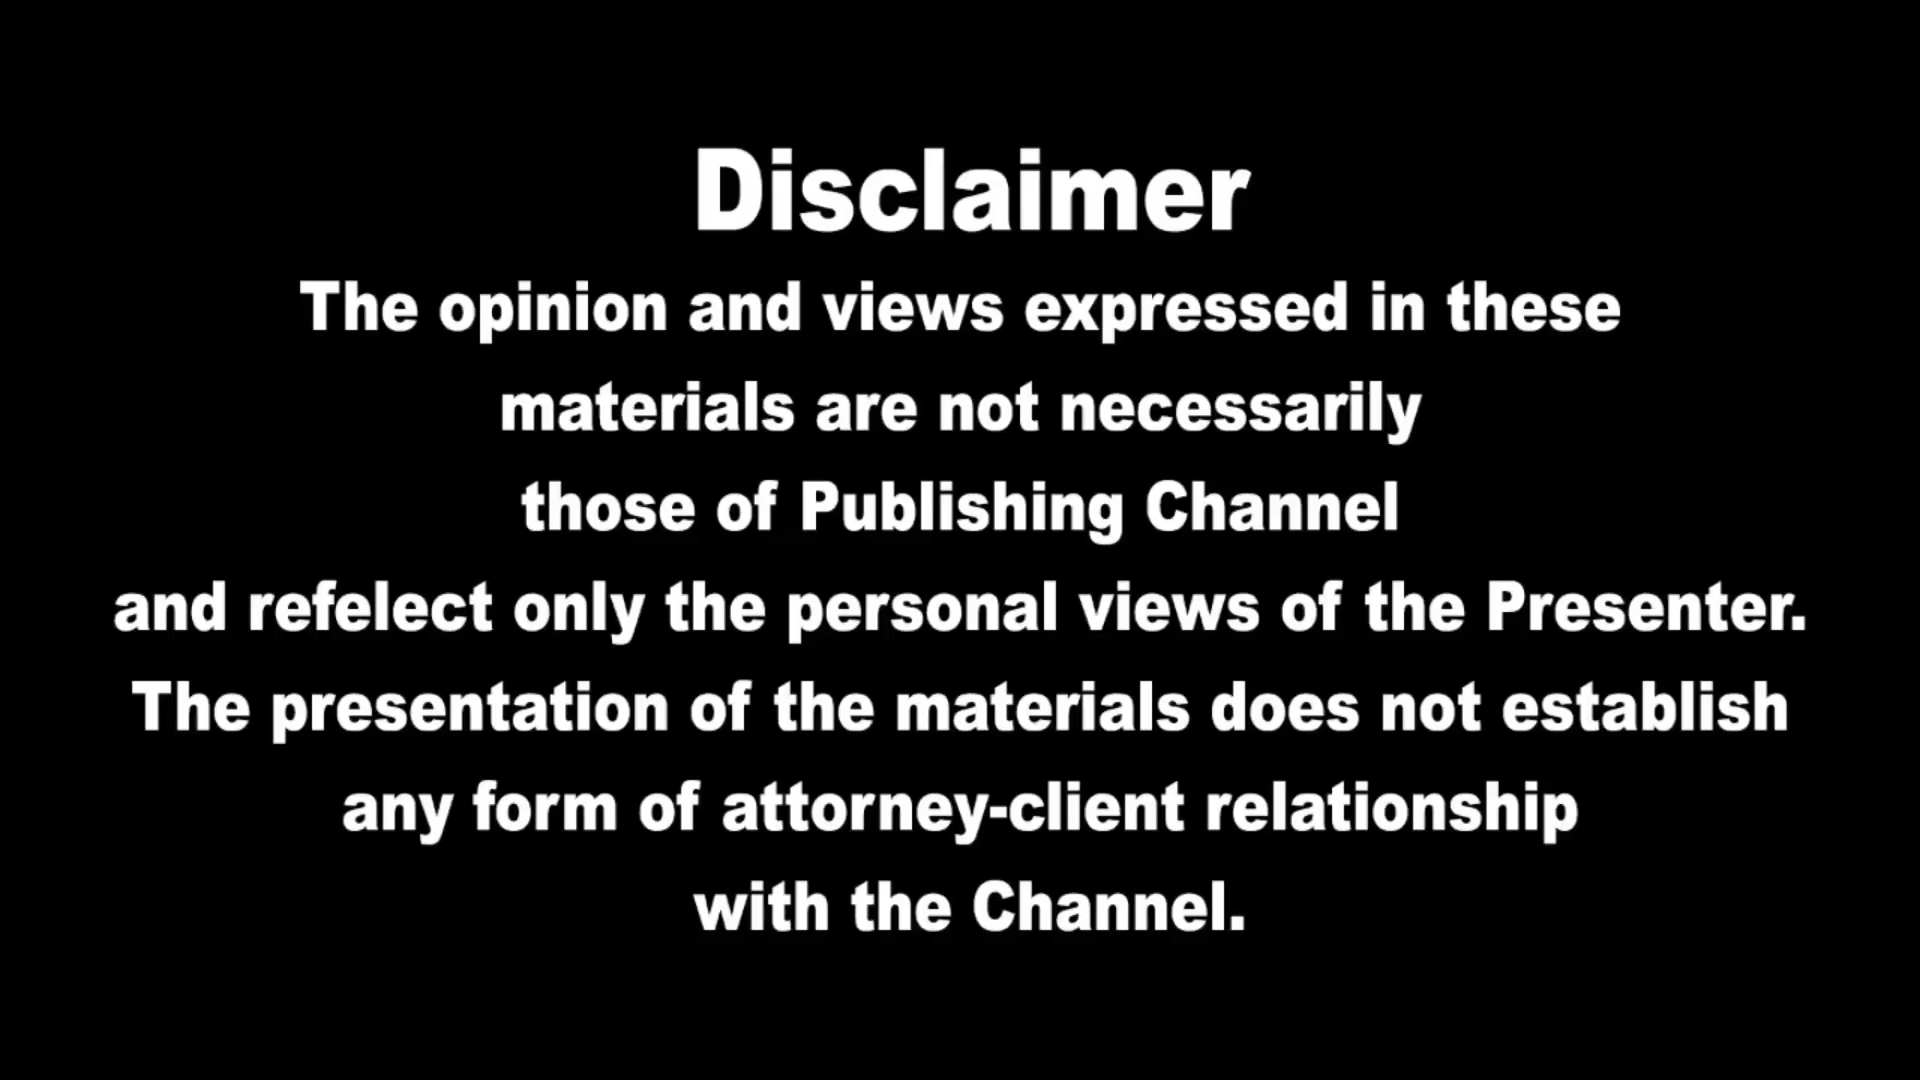 Disclaimer
The opinion and views expressed in these
materials are not necessarily
those of Publishing Channel
and refelect only the personal views of the Presenter.
The presentation of the materials does not establish
any form of attorney-client relationship
with the Channel.